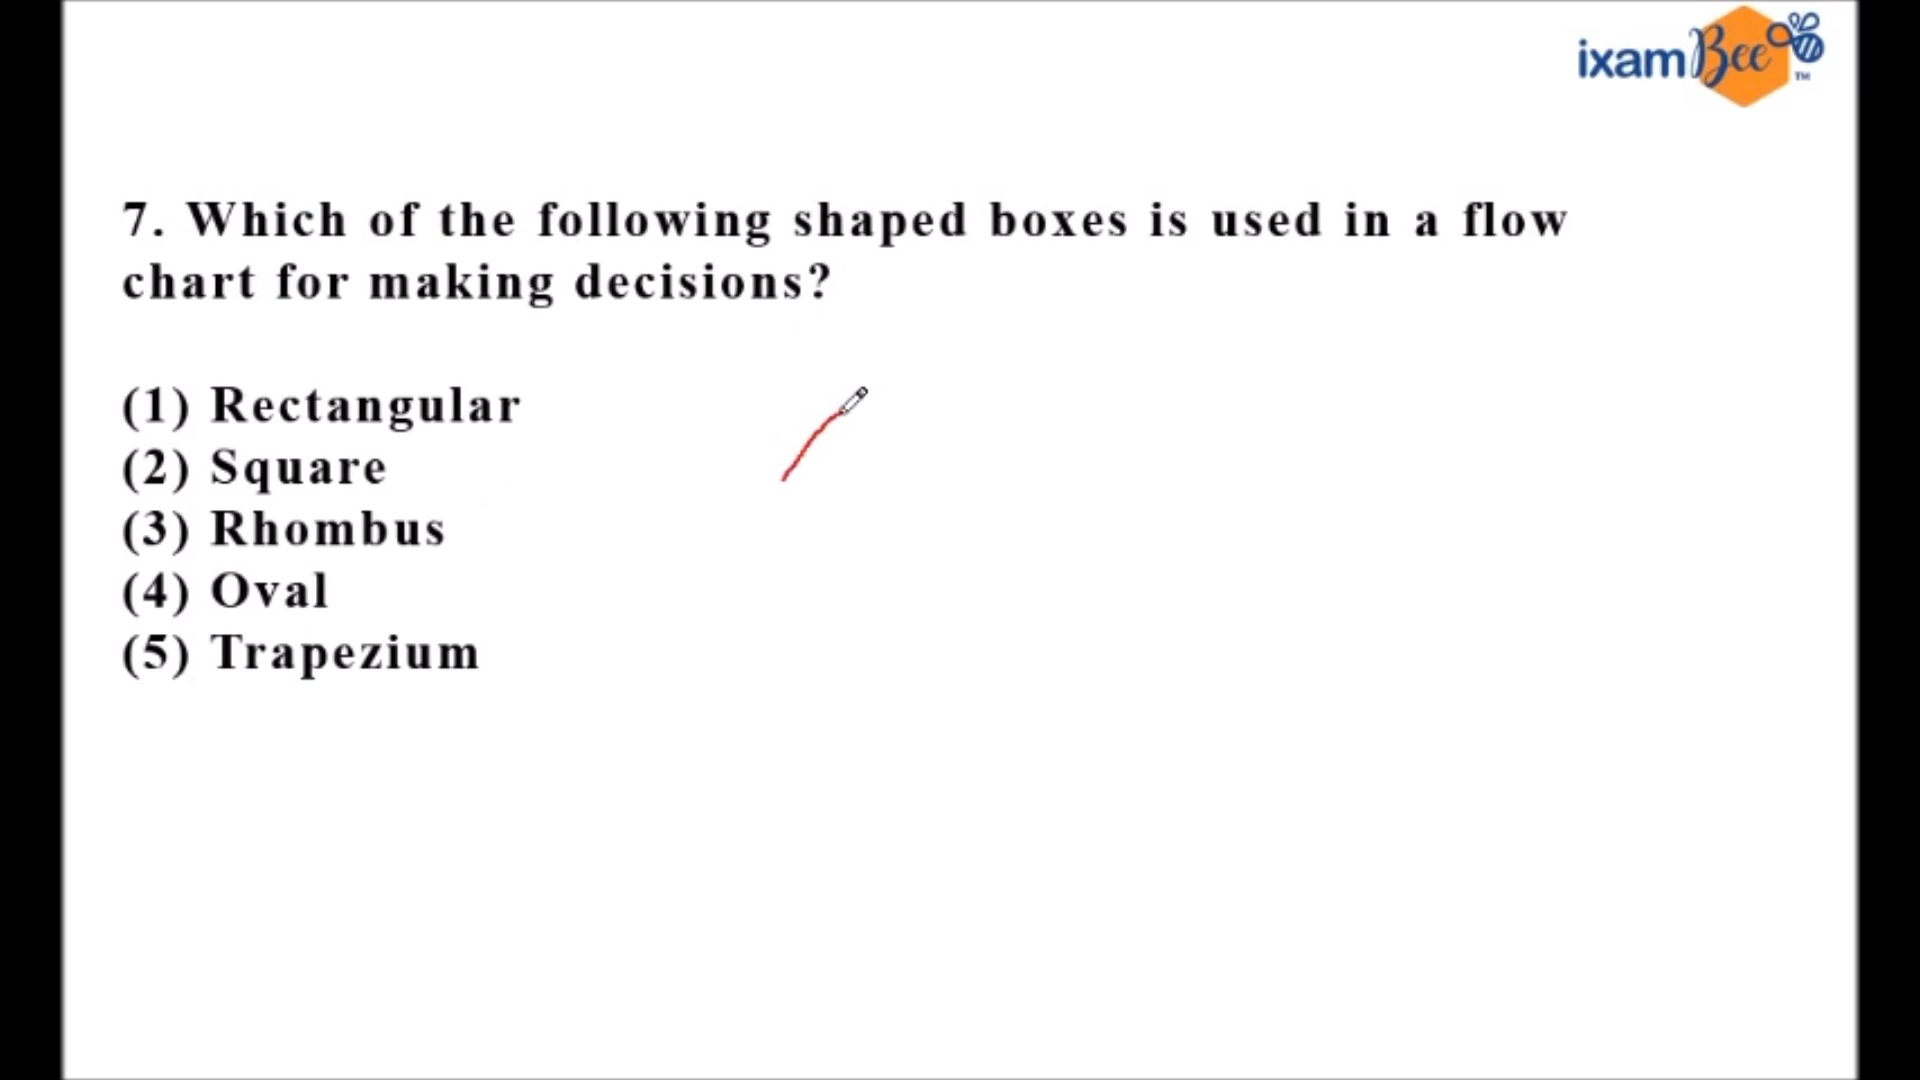 ixamBee™
7. Which of the following shaped boxes is used in a flow
chart for making decisions?
(1) Rectangular
(2) Square
(3) Rhombus
(4) Oval
(5) Trapezium